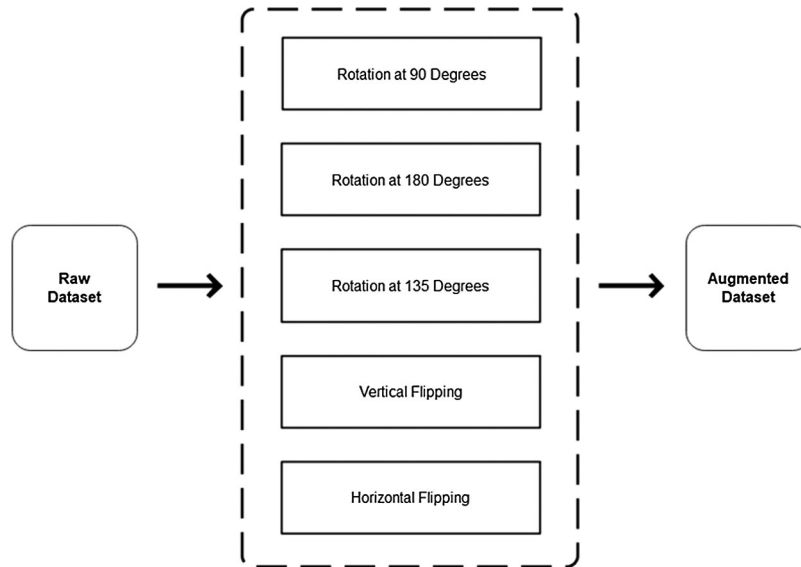 Rotation at 90 Degrees
Rotation at 180 Degrees
Raw
Dataset
Rotation at 135 Degrees
Augmented
Dataset
Vertical Flipping
Horizontal Flipping